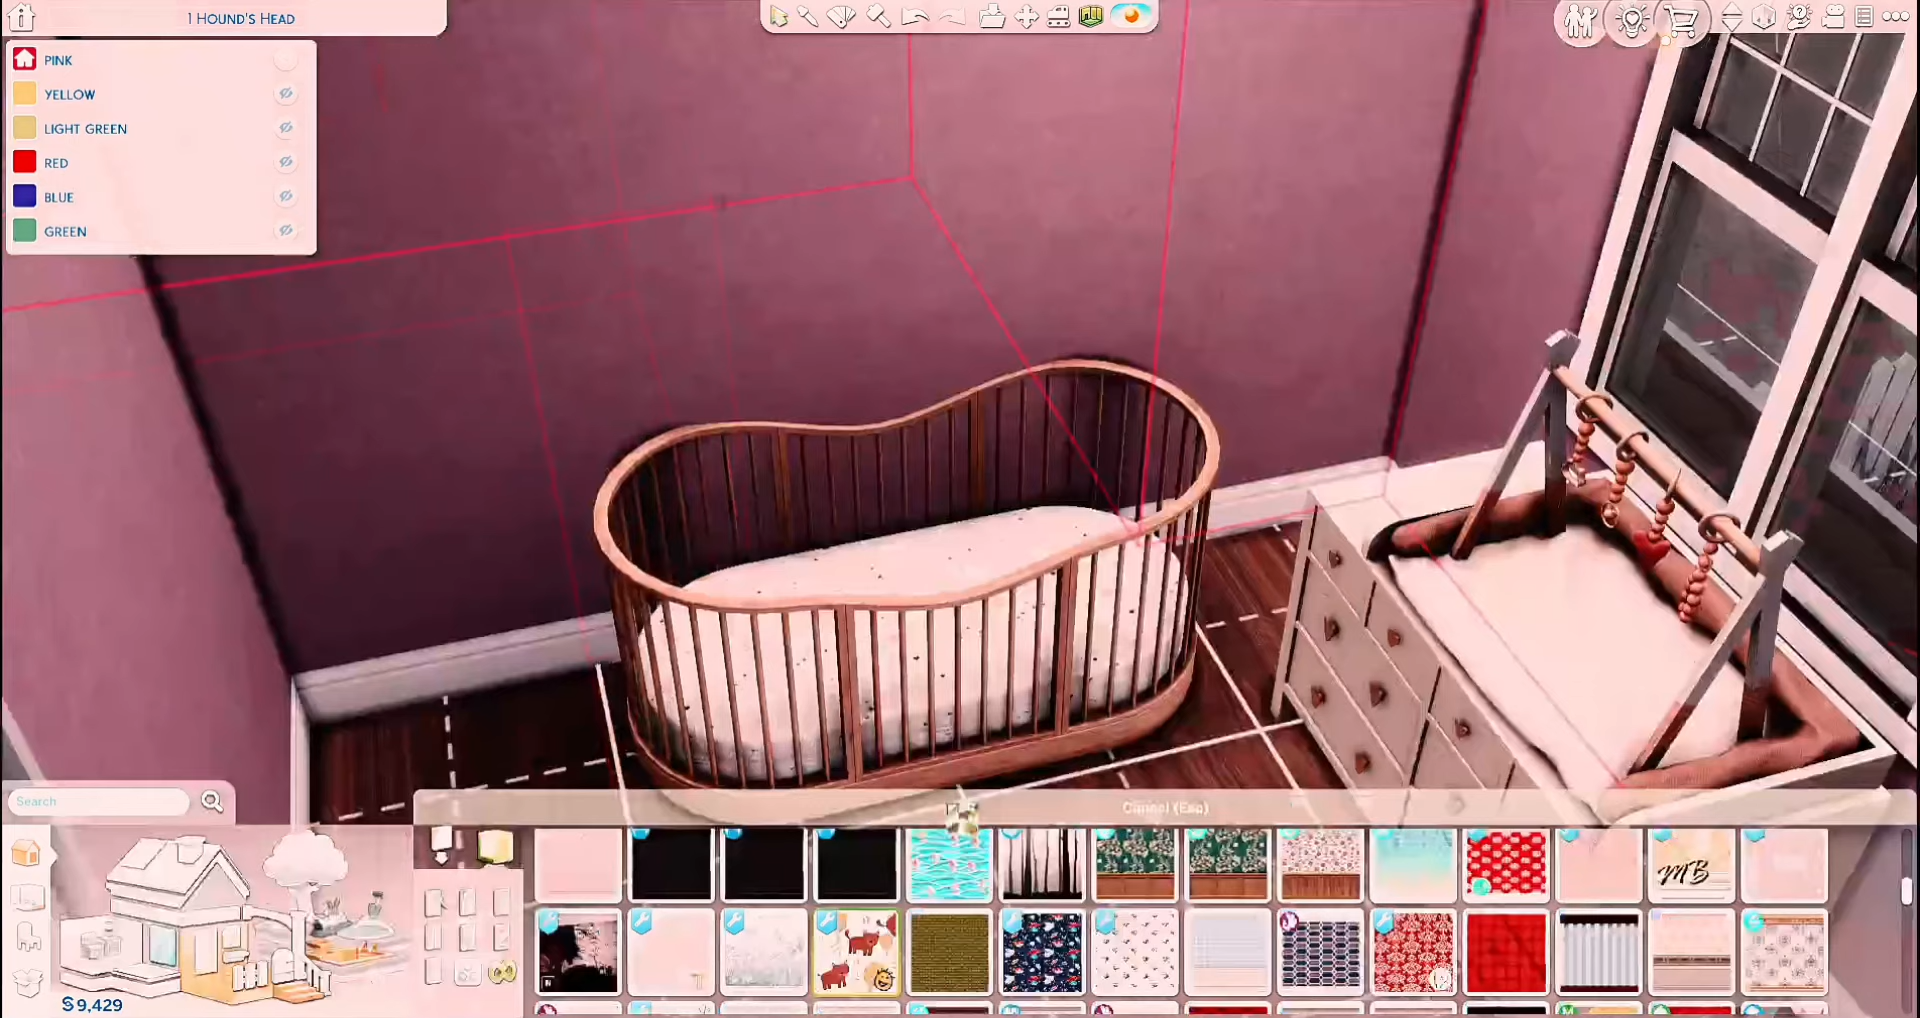 1 HOUND'S HEAD
PINK
YELLOW
LIGHT GREEN
RED
BLUE
GREEN
Search
Cancel (Esc)
MB
§9,429